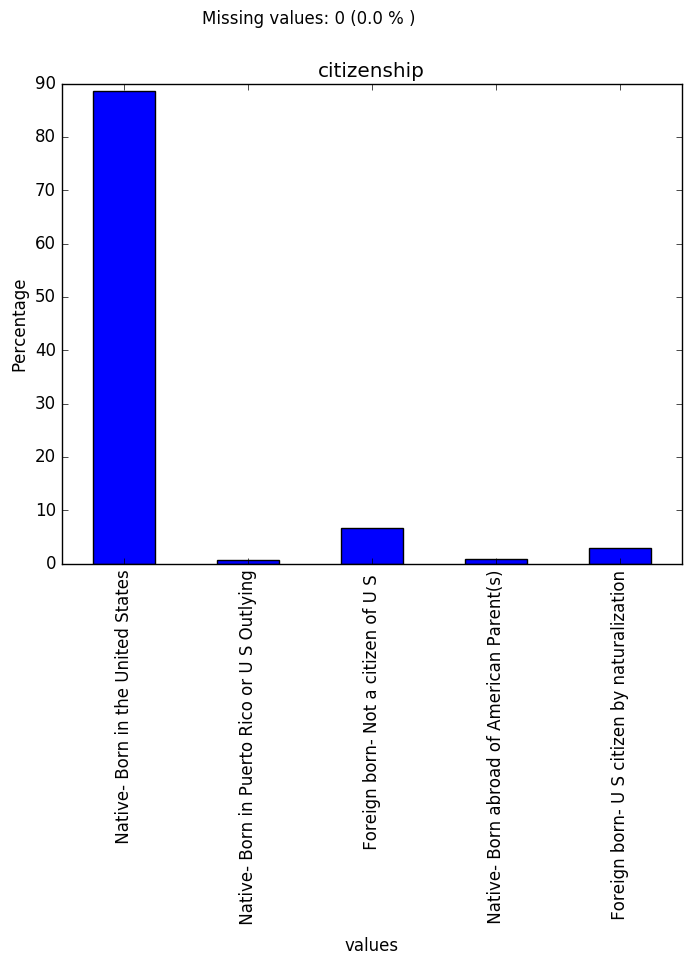 Missing values: 0 (0.0 % )
citizenship
90
80
70
60
50
40
30
20
10
0
Percentage
Native- Born in the United States
Native- Born in Puerto Rico or U S Outlying
Foreign born- Not a citizen of U S
Native- Born abroad of American Parent(s)
Foreign born- U S citizen by naturalization
values